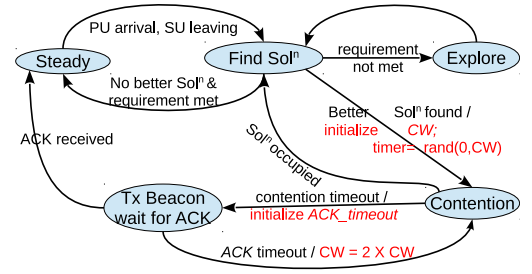 PU arrival, SU leaving
Steady
Find Solⁿ
requirement
not met
Explore
No better Solⁿ &
requirement met
Better Solⁿ found /
initialize CW;
timer= rand(0,CW)
ACK received
Solⁿ occupied
Tx Beacon
wait for ACK
contention timeout /
initialize ACK_timeout
Contention
ACK timeout / CW = 2 X CW